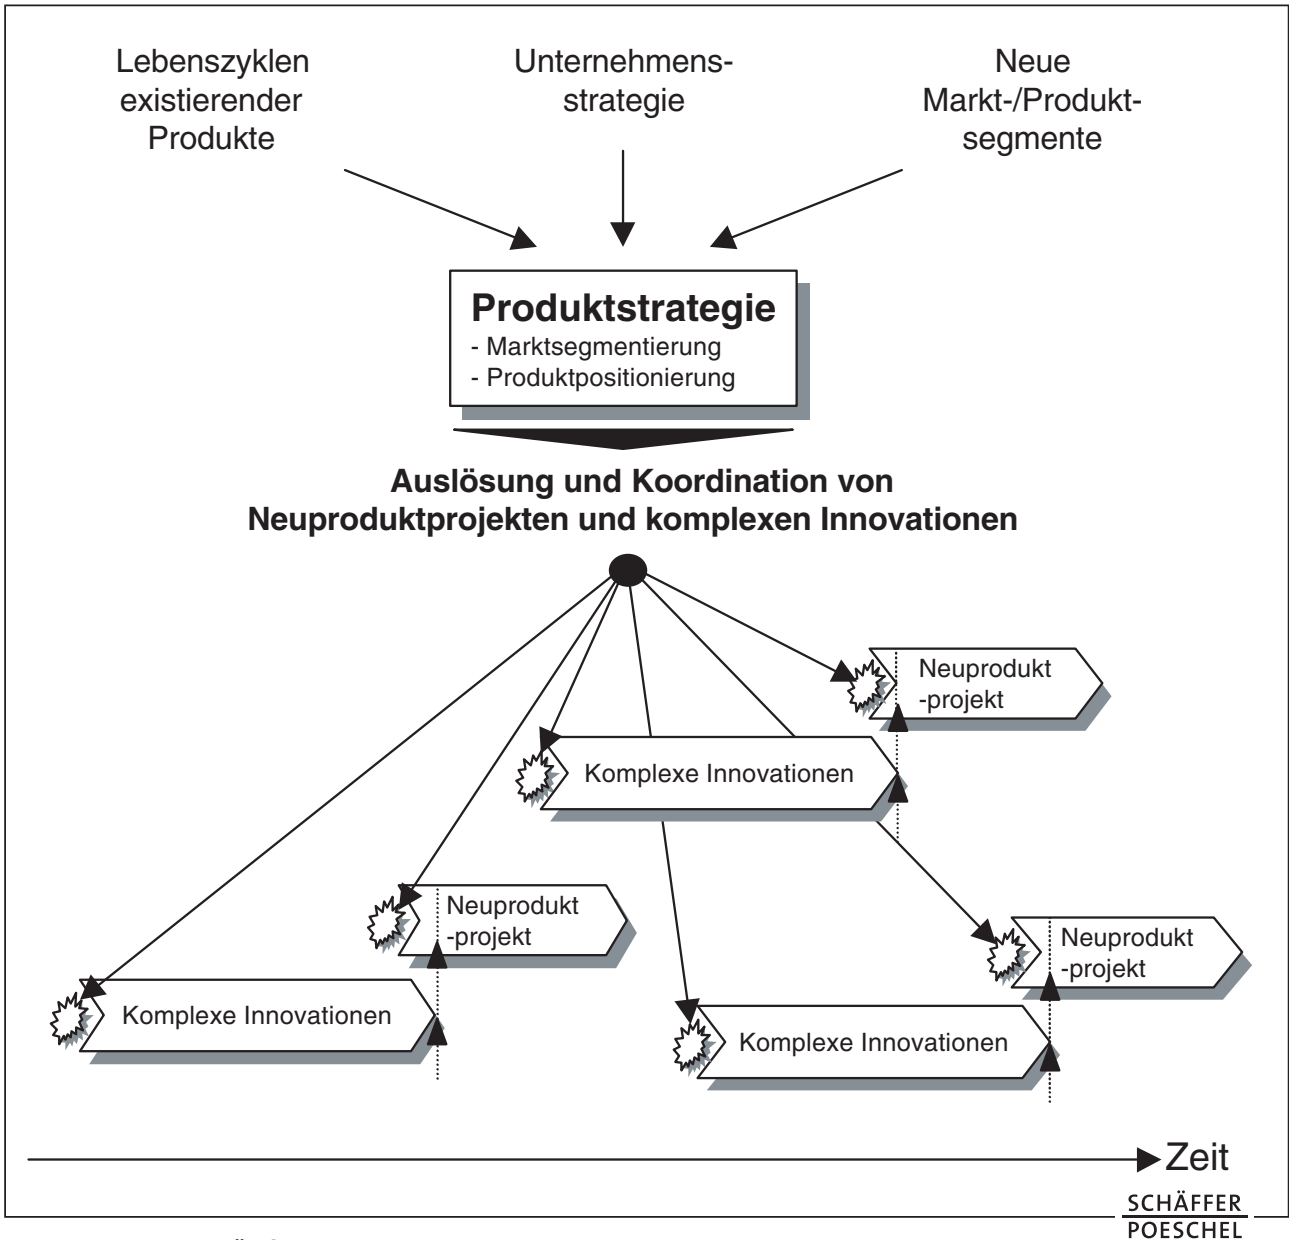 Lebenszyklen
existierender
Produkte
Unternehmens-
strategie
Neue
Markt-/Produkt-
segmente
Produktstrategie
- Marktsegmentierung
- Produktpositionierung
Auslösung und Koordination von
Neuproduktprojekten und komplexen Innovationen
Neuprodukt
-projekt
Komplexe Innovationen
Neuprodukt
-projekt
Neuprodukt
-projekt
Komplexe Innovationen
Komplexe Innovationen
Zeit
SCHÄFFER
POESCHEL